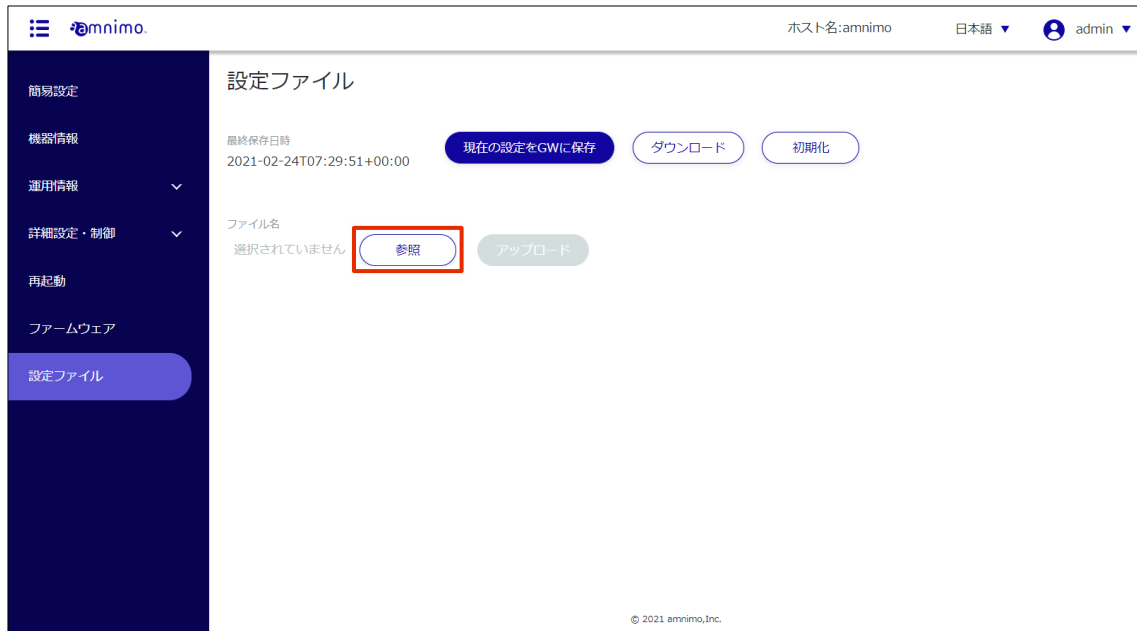 amnimo
ホスト名:amnimo
日本語 ▼
admin ▼
簡易設定
機器情報
運用情報
詳細設定・制御
再起動
ファームウェア
設定ファイル
設定ファイル
最終保存日時
2021-02-24T07:29:51+00:00
現在の設定をGWに保存
ダウンロード
初期化
ファイル名
選択されていません
参照
アップロード
© 2021 amnimo,Inc.